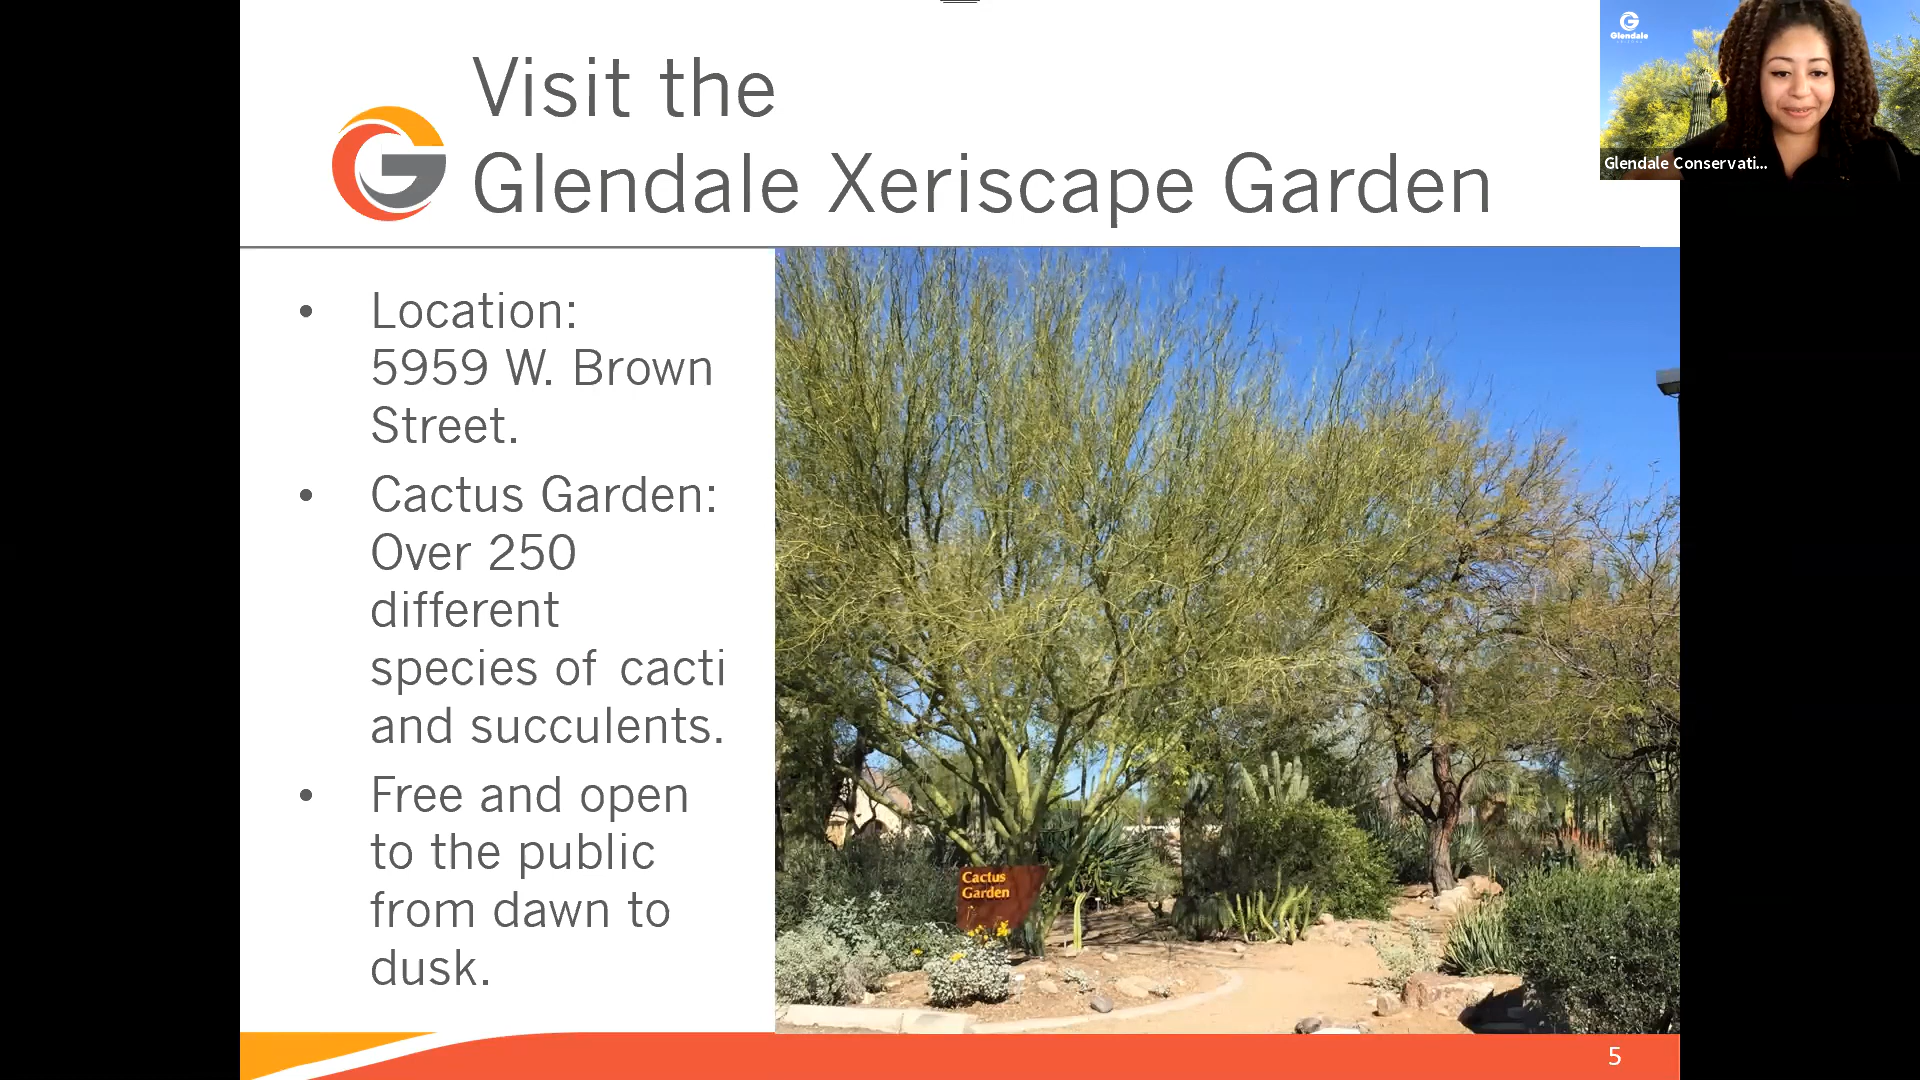 Visit the
Glendale Xeriscape Garden
Glendale
Glendale Conservati...
• Location:
5959 W. Brown
Street.
• Cactus Garden:
Over 250
different
species of cacti
and succulents.
• Free and open
to the public
from dawn to
dusk.
Cactus
Garden
5